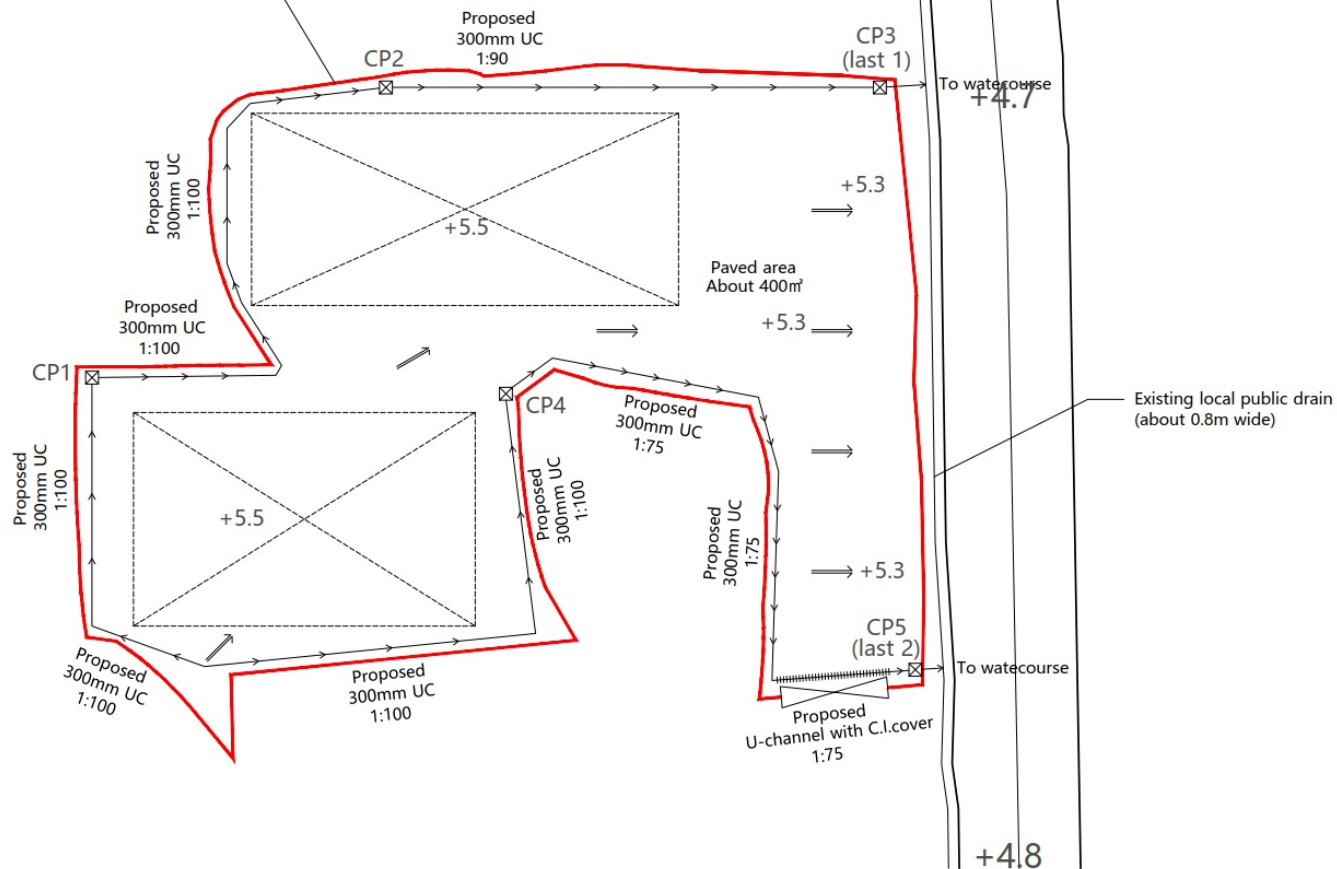 Proposed
300mm UC
1:90
CP2
CP3
(last 1)
To watecourse
+4.7
Proposed
300mm UC
1:100
+5.3
+5.5
Paved area
About 400㎡
+5.3
Proposed
300mm UC
1:100
CP1
CP4
Proposed
300mm UC
1:75
Existing local public drain
(about 0.8m wide)
Proposed
300mm UC
1:100
+5.5
Proposed
300mm UC
1:100
Proposed
300mm UC
1:75
+5.3
CP5
(last 2)
To watecourse
Proposed
300mm UC
1:100
Proposed
300mm UC
1:100
Proposed
U-channel with C.I.cover
1:75
+4.8